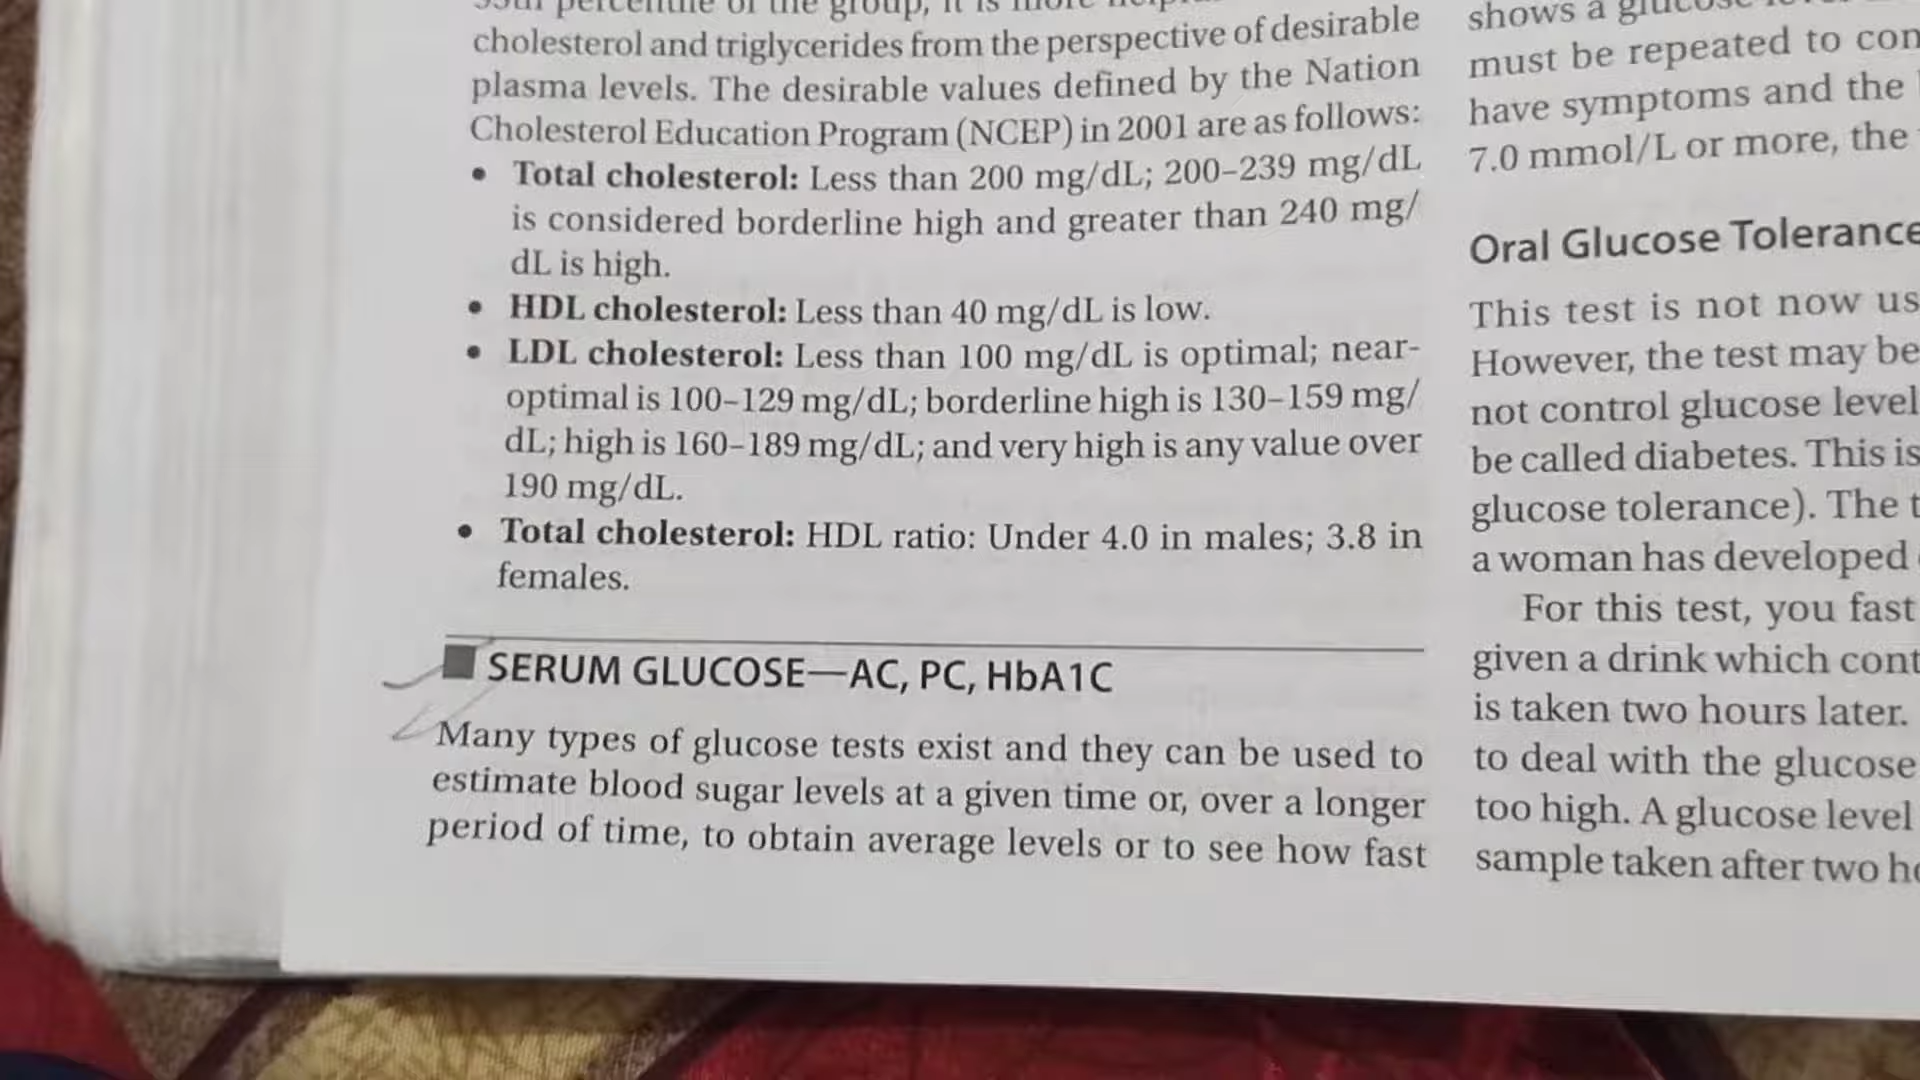 cholesterol and triglycerides from the perspective of desirable
plasma levels. The desirable values defined by the Nation
Cholesterol Education Program (NCEP) in 2001 are as follows:
• Total cholesterol: Less than 200 mg/dL; 200–239 mg/dL
is considered borderline high and greater than 240 mg/
dL is high.
• HDL cholesterol: Less than 40 mg/dL is low.
• LDL cholesterol: Less than 100 mg/dL is optimal; near-
optimal is 100–129 mg/dL; borderline high is 130–159 mg/
dL; high is 160–189 mg/dL; and very high is any value over
190 mg/dL.
• Total cholesterol: HDL ratio: Under 4.0 in males; 3.8 in
females.
SERUM GLUCOSE—AC, PC, HbA1C
Many types of glucose tests exist and they can be used to
estimate blood sugar levels at a given time or, over a longer
period of time, to obtain average levels or to see how fast
shows a
must be repeated to
have symptoms and the
7.0 mmol/L or more, the
Oral Glucose Tolerance
This test is not now
However, the test may be
not control glucose
be called diabetes. This is
glucose tolerance). The
a woman has developed
For this test, you fast
given a drink which
is taken two hours later.
to deal with the glucose
too high. A glucose level
sample taken after two